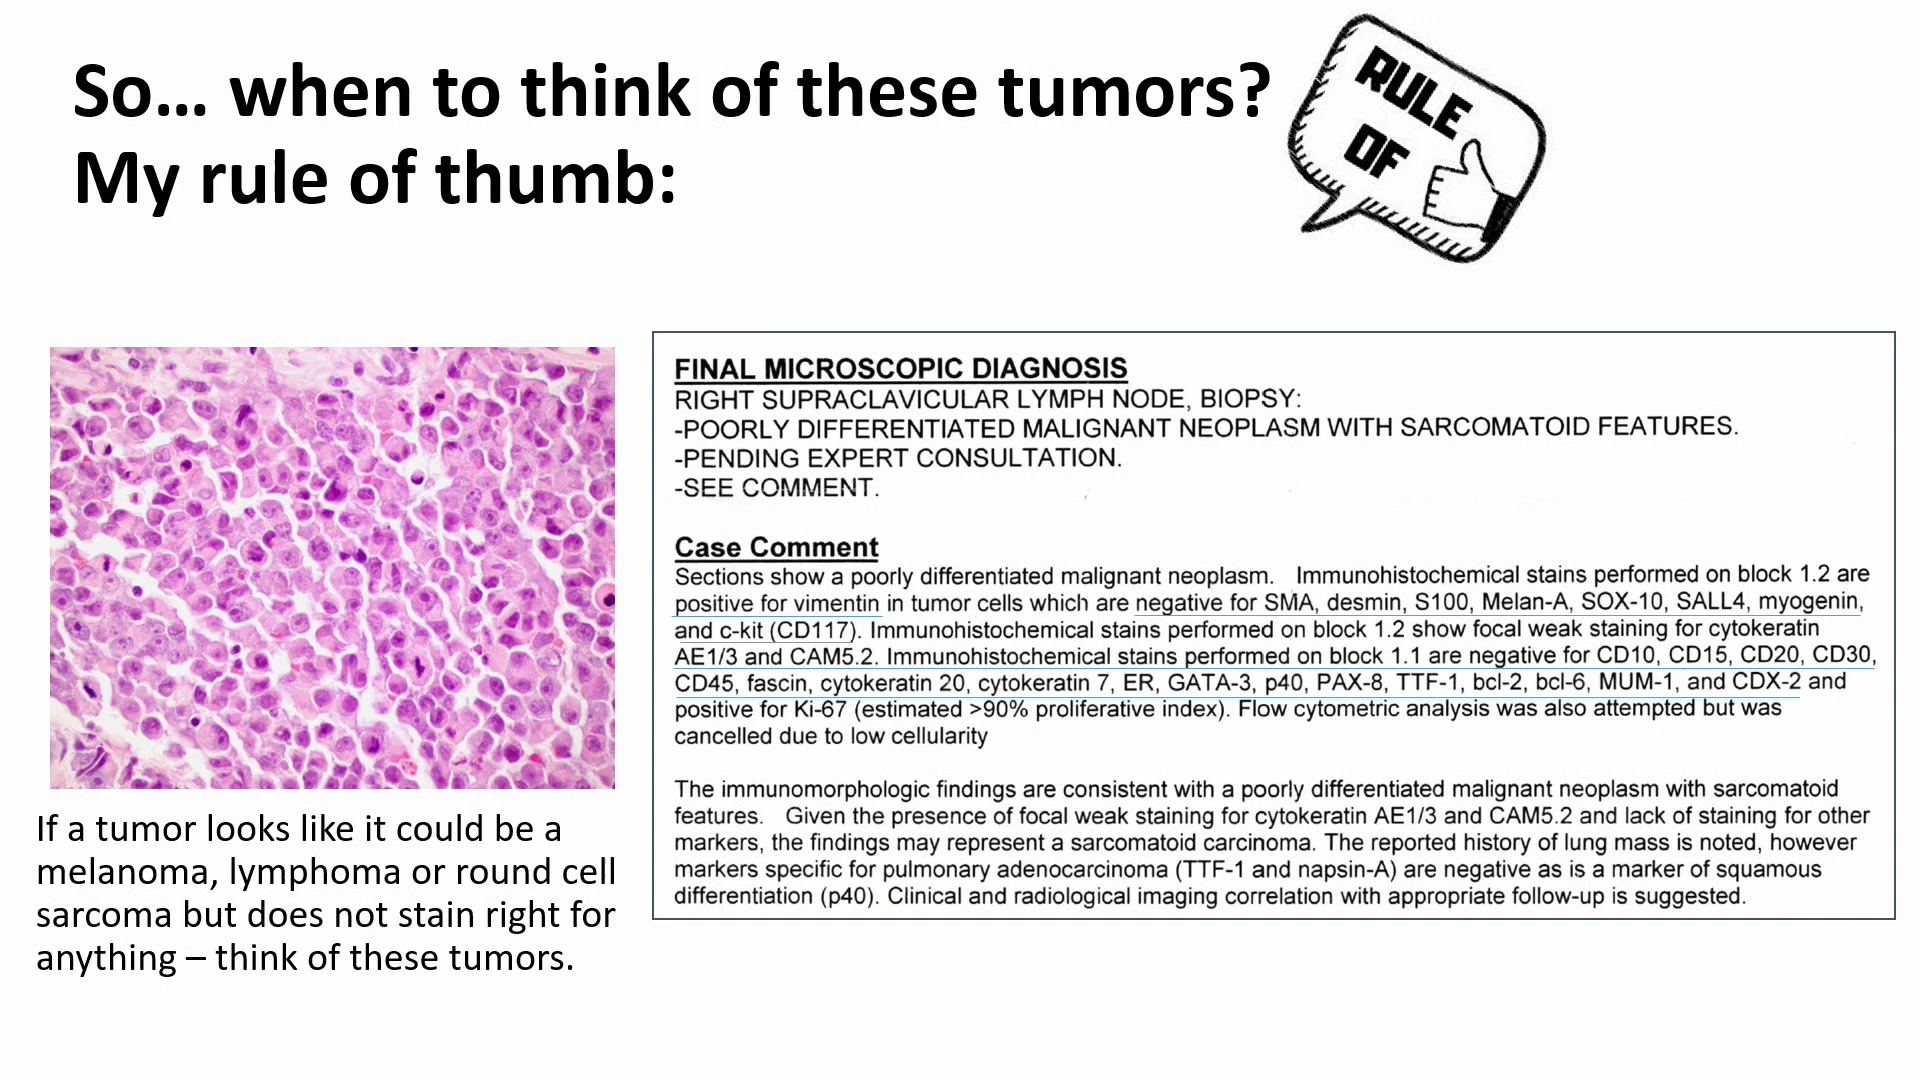 So… when to think of these tumors?
My rule of thumb:
RULE
OF
FINAL MICROSCOPIC DIAGNOSIS
RIGHT SUPRACLAVICULAR LYMPH NODE, BIOPSY:
-POORLY DIFFERENTIATED MALIGNANT NEOPLASM WITH SARCOMATOID FEATURES.
-PENDING EXPERT CONSULTATION.
-SEE COMMENT.
Case Comment
Sections show a poorly differentiated malignant neoplasm. Immunohistochemical stains performed on block 1.2 are
positive for vimentin in tumor cells which are negative for SMA, desmin, S100, Melan-A, SOX-10, SALL4, myogenin,
and c-kit (CD117). Immunohistochemical stains performed on block 1.2 show focal weak staining for cytokeratin
AE1/3 and CAM5.2. Immunohistochemical stains performed on block 1.1 are negative for CD10, CD15, CD20, CD30,
CD45, fascin, cytokeratin 20, cytokeratin 7, ER, GATA-3, p40, PAX-8, TTF-1, bcl-2, bcl-6, MUM-1, and CDX-2 and
positive for Ki-67 (estimated >90% proliferative index). Flow cytometric analysis was also attempted but was
cancelled due to low cellularity
The immunomorphologic findings are consistent with a poorly differentiated malignant neoplasm with sarcomatoid
features. Given the presence of focal weak staining for cytokeratin AE1/3 and CAM5.2 and lack of staining for other
markers, the findings may represent a sarcomatoid carcinoma. The reported history of lung mass is noted, however
markers specific for pulmonary adenocarcinoma (TTF-1 and napsin-A) are negative as is a marker of squamous
differentiation (p40). Clinical and radiological imaging correlation with appropriate follow-up is suggested.
If a tumor looks like it could be a
melanoma, lymphoma or round cell
sarcoma but does not stain right for
anything – think of these tumors.